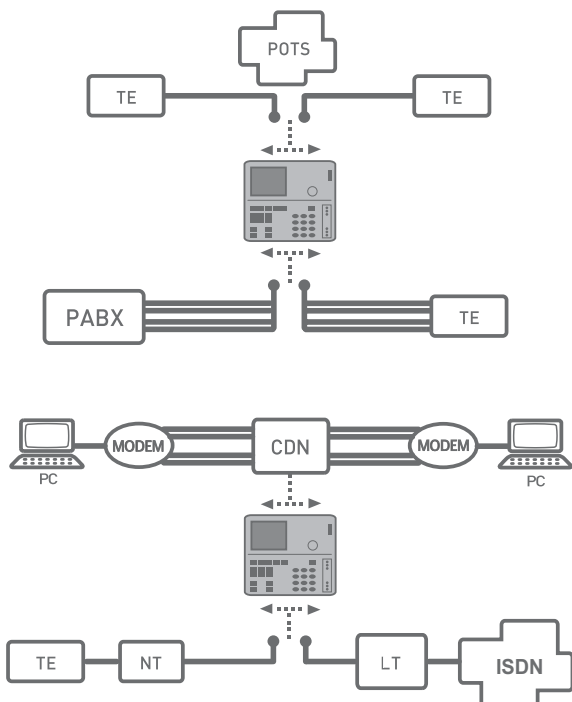 POTS
TE
TE
PABX
TE
MODEM
CDN
MODEM
PC
PC
TE
NT
LT
ISDN